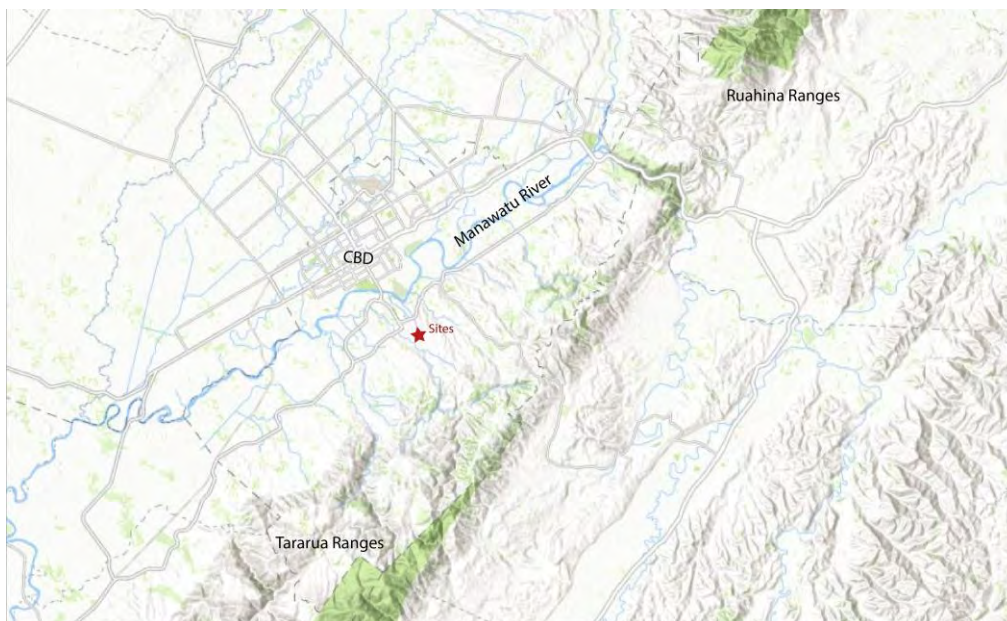 Ruahina Ranges
Manawatu River
CBD
Sites
Tararua Ranges